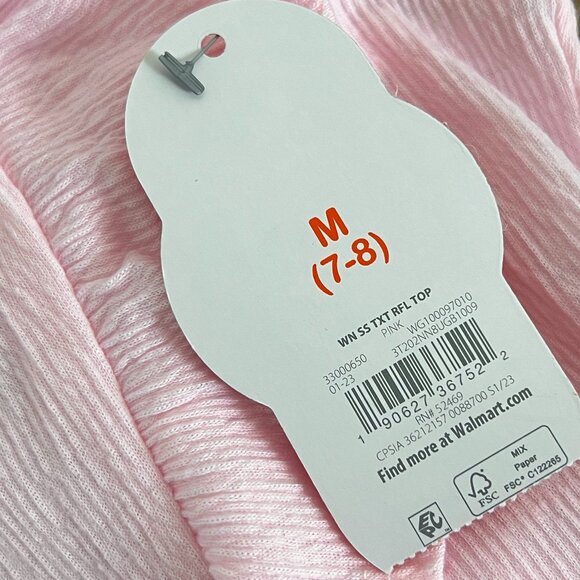 M
(7-8)
WN SS TXT RFL TOP
PINK WG100097010
33000650 3T202NNBUGB1009
01-23
1 90627 36752 2
RN# 52469
CPSIA 36212157 0088700 S1/23
Find more at Walmart.com
MIX
Paper
FSC
FSC® C122265